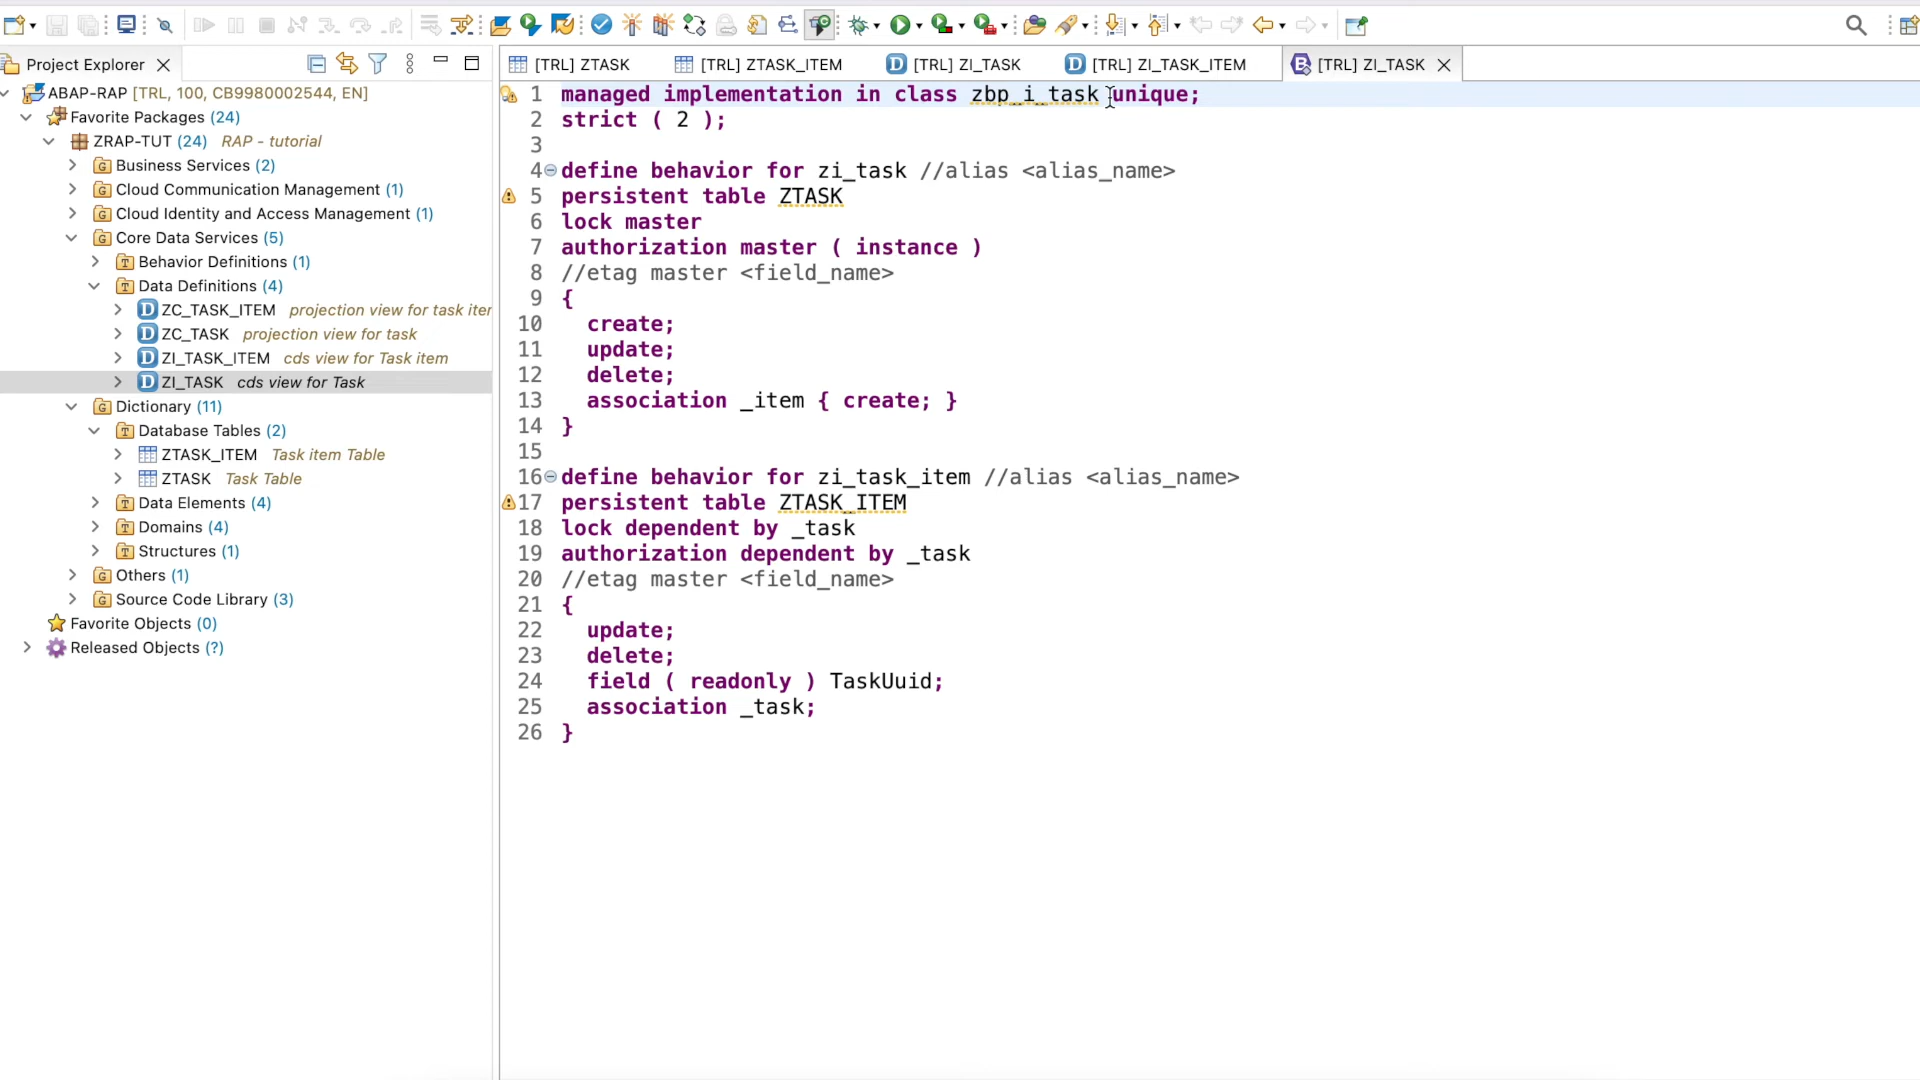 Project Explorer
ABAP-RAP [TRL, 100, CB9980002544, EN]
Favorite Packages (24)
ZRAP-TUT (24) RAP - tutorial
Business Services (2)
Cloud Communication Management (1)
Cloud Identity and Access Management (1)
Core Data Services (5)
Behavior Definitions (1)
Data Definitions (4)
ZC_TASK_ITEM projection view for task iter
ZC_TASK projection view for task
ZI_TASK_ITEM cds view for Task item
ZI_TASK cds view for Task
Dictionary (11)
Database Tables (2)
ZTASK_ITEM Task item Table
ZTASK Task Table
Data Elements (4)
Domains (4)
Structures (1)
Others (1)
Source Code Library (3)
Favorite Objects (0)
Released Objects (?)
[TRL] ZTASK [TRL] ZTASK_ITEM [TRL] ZI_TASK [TRL] ZI_TASK_ITEM [TRL] ZI_TASK
1 managed implementation in class zbp_i_task unique;
2 strict ( 2 );
3
4 define behavior for zi_task //alias <alias_name>
5 persistent table ZTASK
6 lock master
7 authorization master ( instance )
8 //etag master <field_name>
9 {
10 create;
11 update;
12 delete;
13 association _item { create; }
14 }
15
16 define behavior for zi_task_item //alias <alias_name>
17 persistent table ZTASK_ITEM
18 lock dependent by _task
19 authorization dependent by _task
20 //etag master <field_name>
21 {
22 update;
23 delete;
24 field ( readonly ) TaskUuid;
25 association _task;
26 }